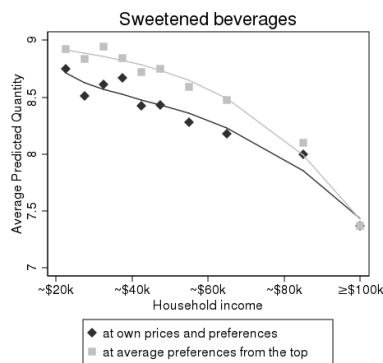 Sweetened beverages
Average Predicted Quantity
9
8.5
8
7.5
7
~$20k ~$40k ~$60k ~$80k ≥$100k
Household income
at own prices and preferences
at average preferences from the top